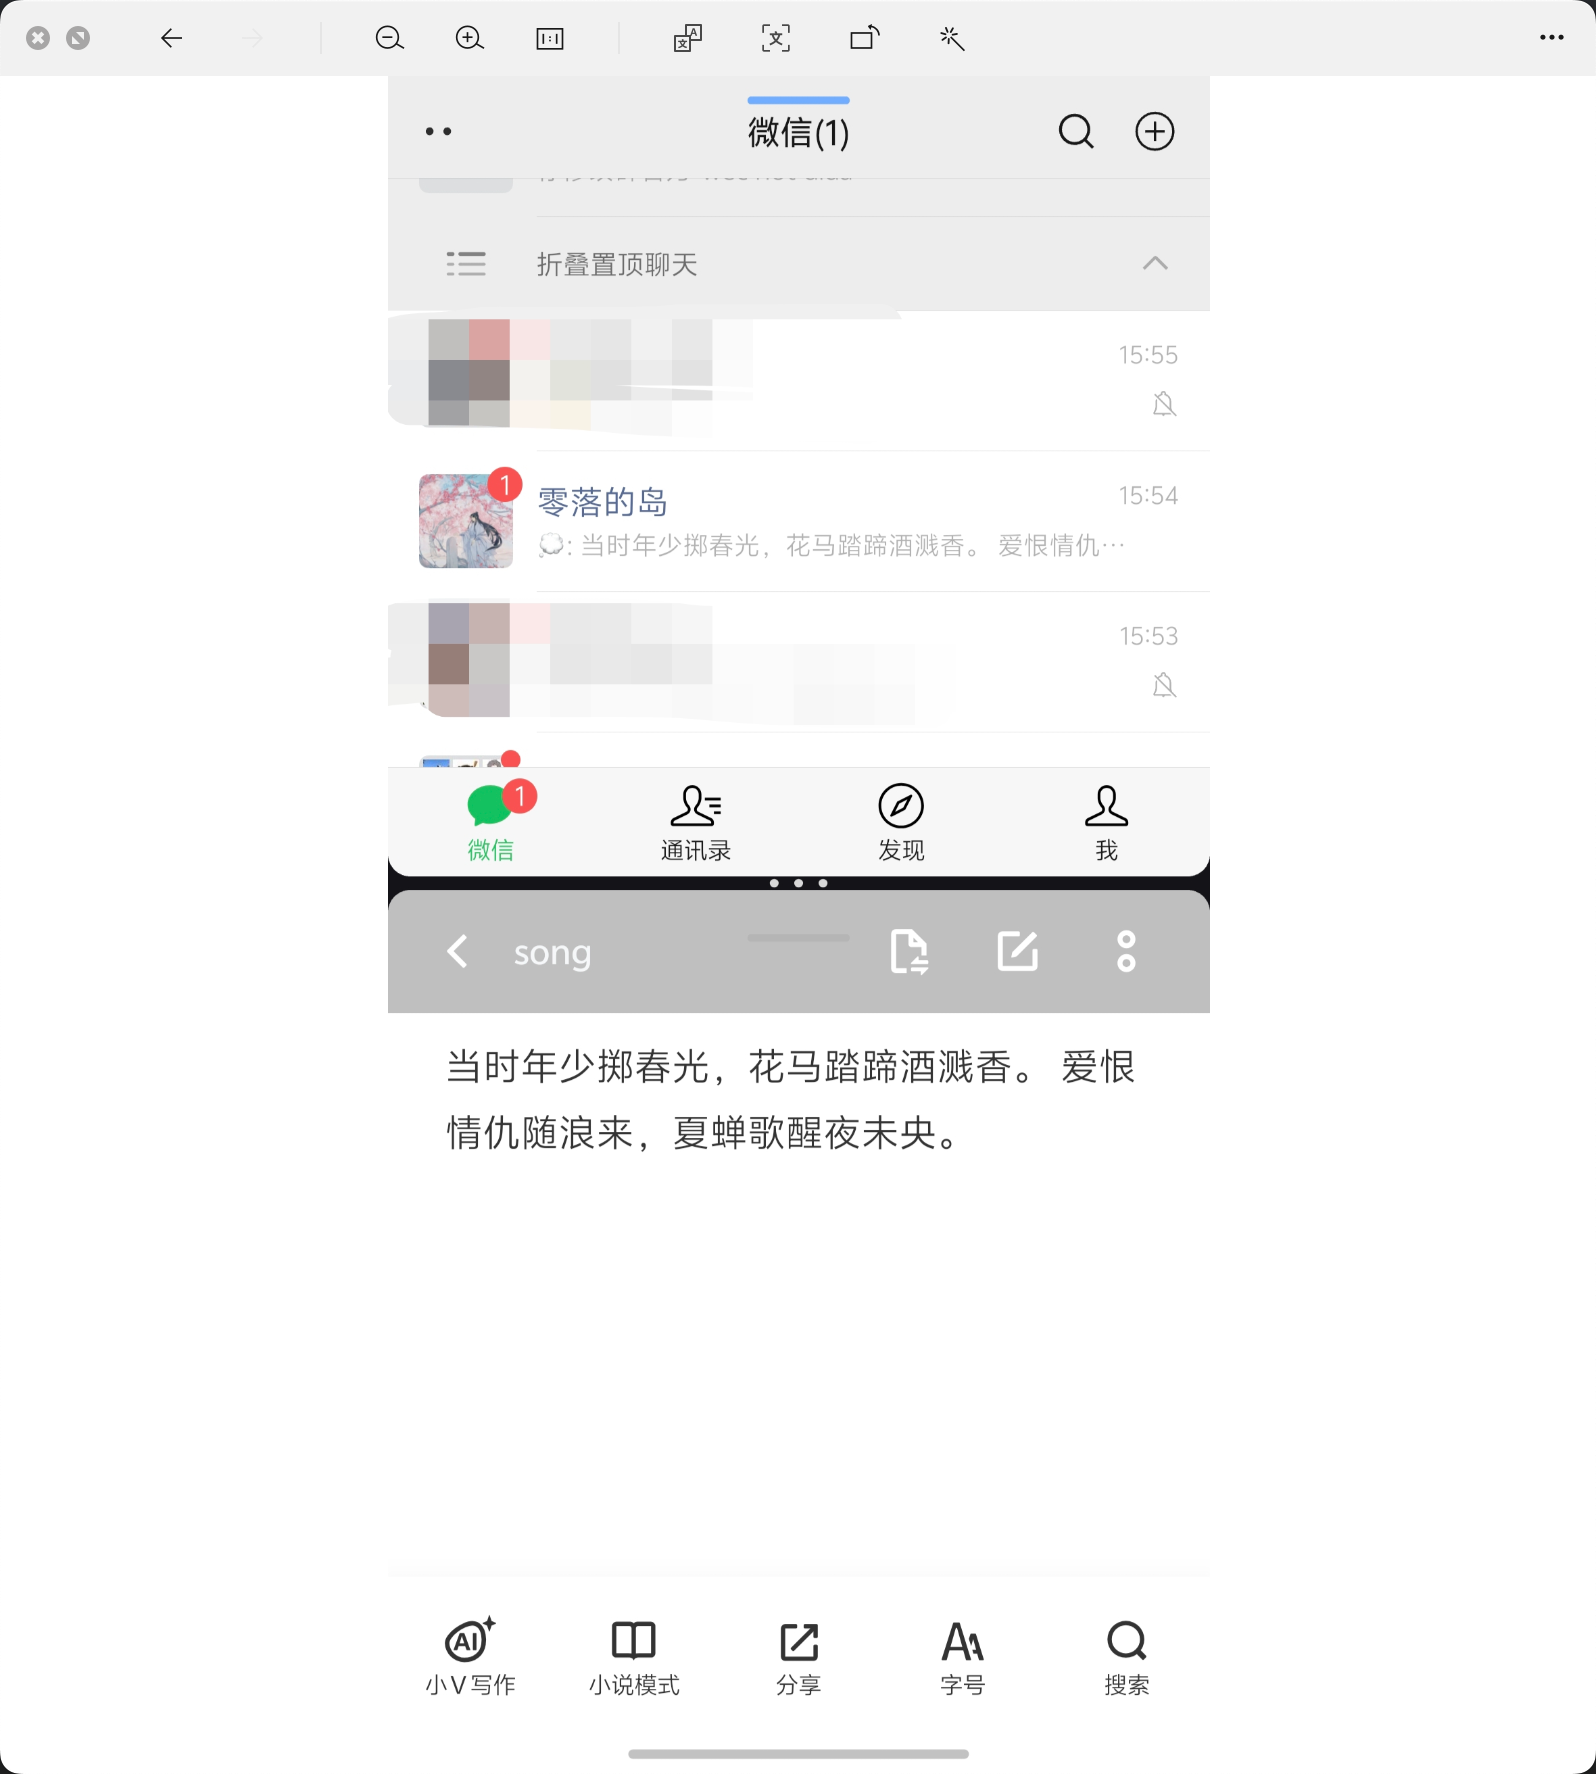 微信(1)
折叠置顶聊天
15:55
1
零落的岛
15:54
: 当时年少掷春光，花马踏蹄酒溅香。 爱恨情仇…
15:53
1
微信
通讯录
发现
我
song
当时年少掷春光，花马踏蹄酒溅香。 爱恨
情仇随浪来，夏蝉歌醒夜未央。
AI
小V写作
小说模式
分享
字号
搜索